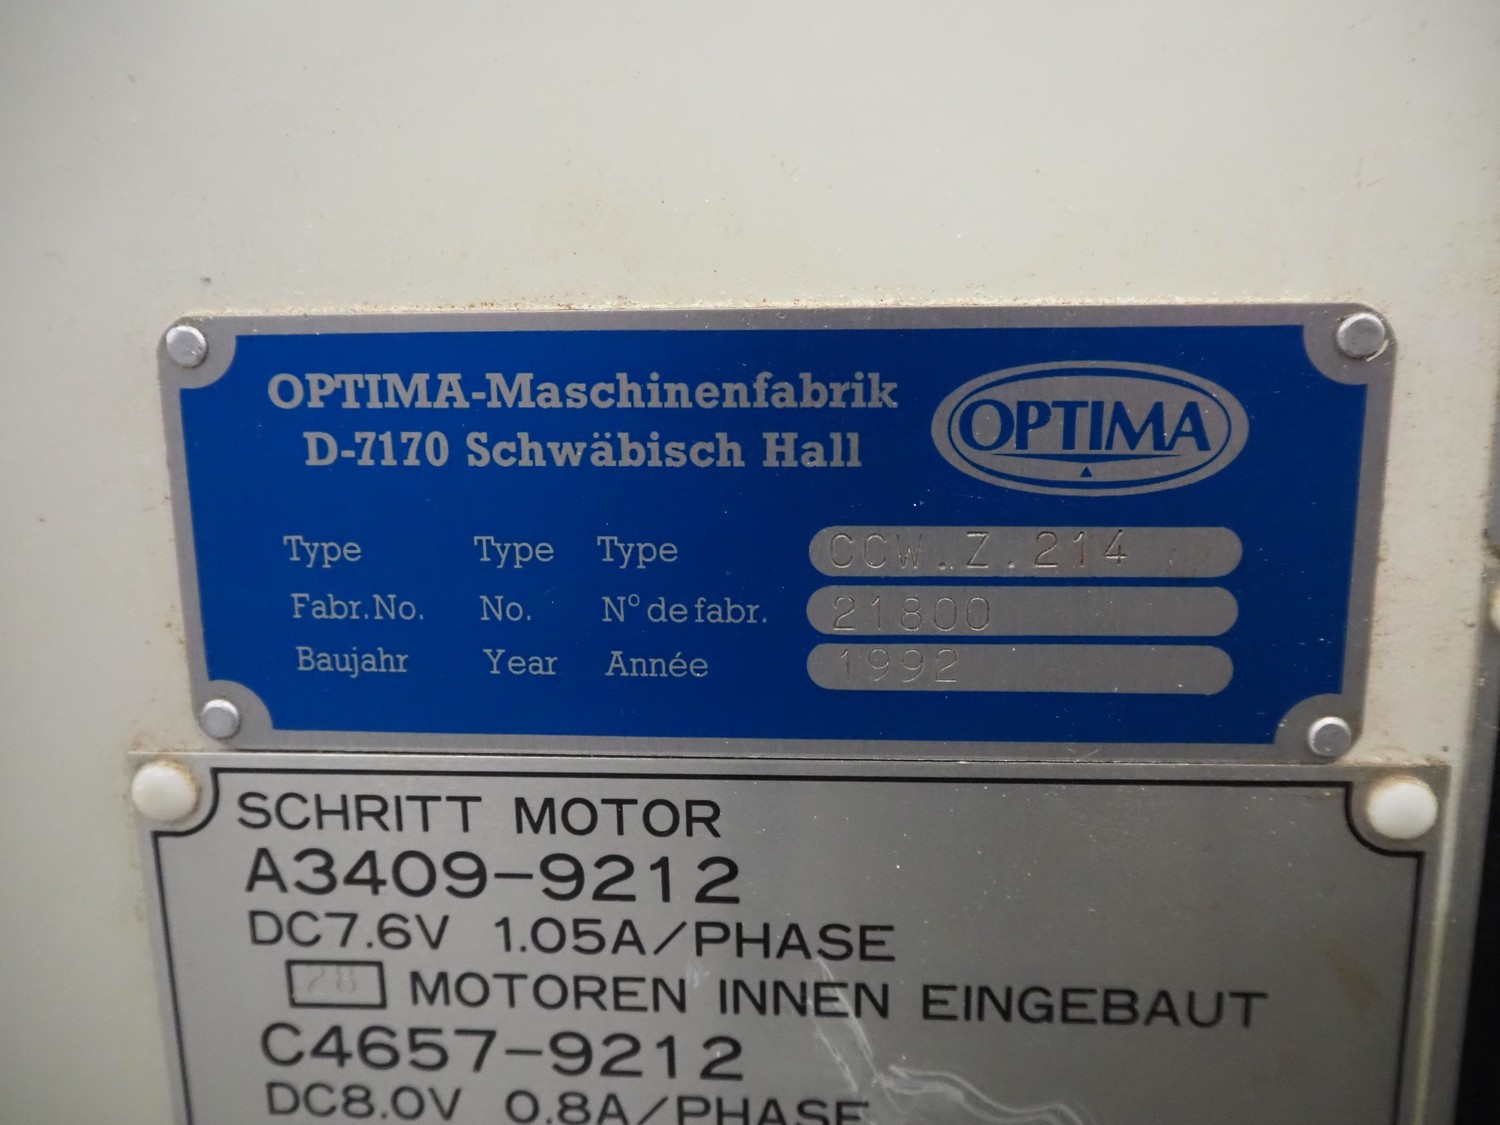 OPTIMA-Maschinenfabrik
D-7170 Schwäbisch Hall
OPTIMA
Type Type Type CCW..Z.214
Fabr.No. No. N° de fabr. 21800
Baujahr Year Année 1992
SCHRITT MOTOR
A3409-9212
DC7.6V 1.05A/PHASE
28 MOTOREN INNEN EINGEBAUT
C4657-9212
DC8.0V 0.8A/PHASE